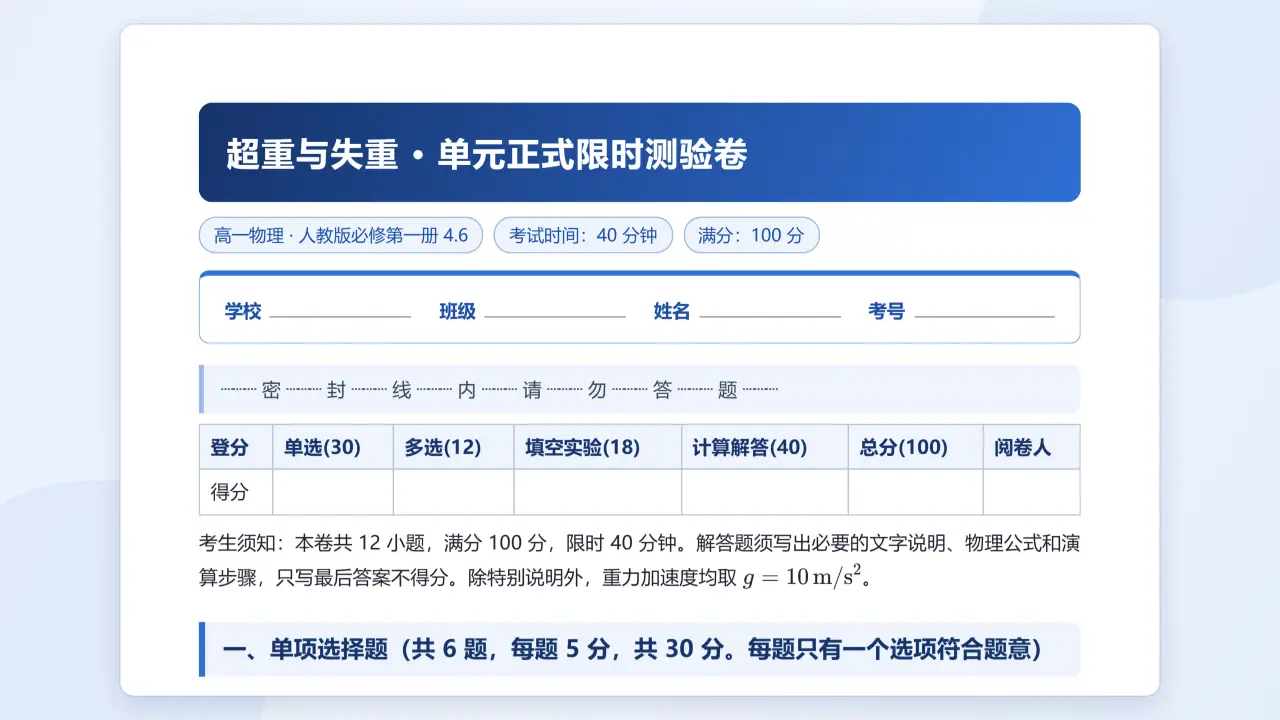 超重与失重 · 单元正式限时测验卷
高一物理 · 人教版必修第一册 4.6
考试时间：40 分钟
满分：100 分
学校 班级 姓名 考号
密 封 线 内 请 勿 答 题
登分 单选(30) 多选(12) 填空实验(18) 计算解答(40) 总分(100) 阅卷人
得分
考生须知：本卷共 12 小题，满分 100 分，限时 40 分钟。解答题须写出必要的文字说明、物理公式和演
算步骤，只写最后答案不得分。除特别说明外，重力加速度均取 g = 10 m/s²。
一、单项选择题（共 6 题，每题 5 分，共 30 分。每题只有一个选项符合题意）